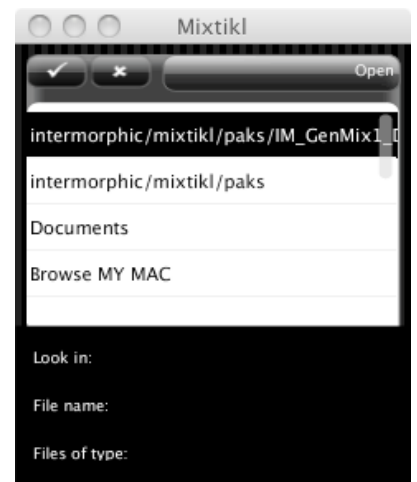 Mixtikl
Open
intermorphic/mixtikl/paks/IM_GenMix1_D
intermorphic/mixtikl/paks
Documents
Browse MY MAC
Look in:
File name:
Files of type: